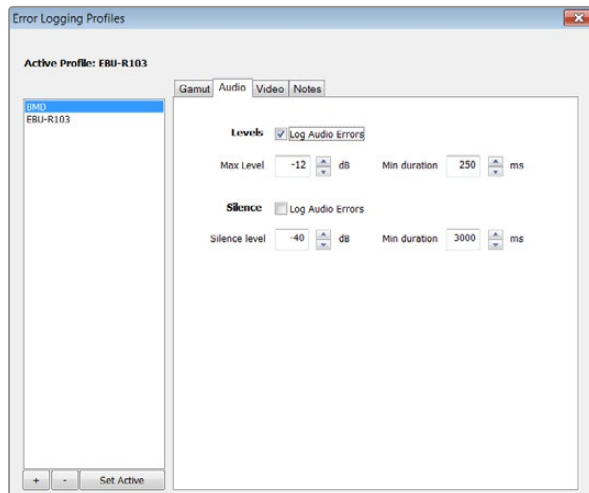 Error Logging Profiles
Active Profile: EBU-R103
Gamut Audio Video Notes
BMD
EBU-R103
Levels Log Audio Errors
Max Level -12 dB Min duration 250 ms
Silence Log Audio Errors
Silence level -40 dB Min duration 3000 ms
+ - Set Active